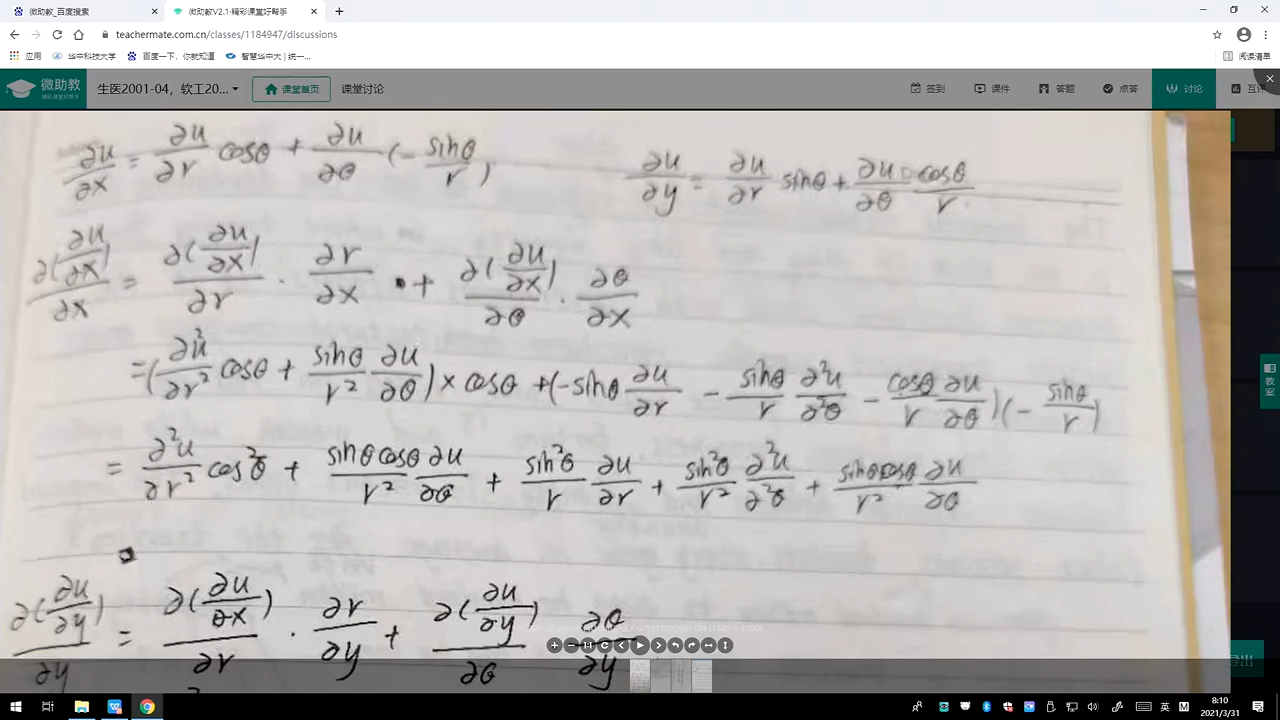 微助教_百度搜索
微助教V2.1-精彩课堂好帮手
teachermate.com.cn/classes/1184947/discussions
应用 华中科技大学 百度一下，你就知道 智慧华中大 | 统一... 阅读清单
微助教 生医2001-04，软工20... 课堂首页 课堂讨论 签到 课件 答题 点答 讨论 互评
∂u/∂x = ∂u/∂r cosθ + ∂u/∂θ (- sinθ/r)
∂u/∂y = ∂u/∂r sinθ + ∂u/∂θ cosθ/r
∂(∂u/∂x)/∂x = ∂(∂u/∂x)/∂r · ∂r/∂x + ∂(∂u/∂x)/∂θ · ∂θ/∂x
= (∂²u/∂r² cosθ + sinθ/r² ∂u/∂θ) × cosθ + (-sinθ ∂u/∂r - sinθ/r ∂²u/∂²θ - cosθ/r ∂u/∂θ)(- sinθ/r)
= ∂²u/∂r² cos²θ + sinθcosθ/r² ∂u/∂θ + sin²θ/r ∂u/∂r + sin²θ/r² ∂²u/∂²θ + sinθcosθ/r² ∂u/∂θ
∂(∂u/∂y)/∂y = ∂(∂u/∂x)/∂r · ∂r/∂y + ∂(∂u/∂y)/∂θ ∂θ/∂y
教室
导出
8:10
2021/3/31